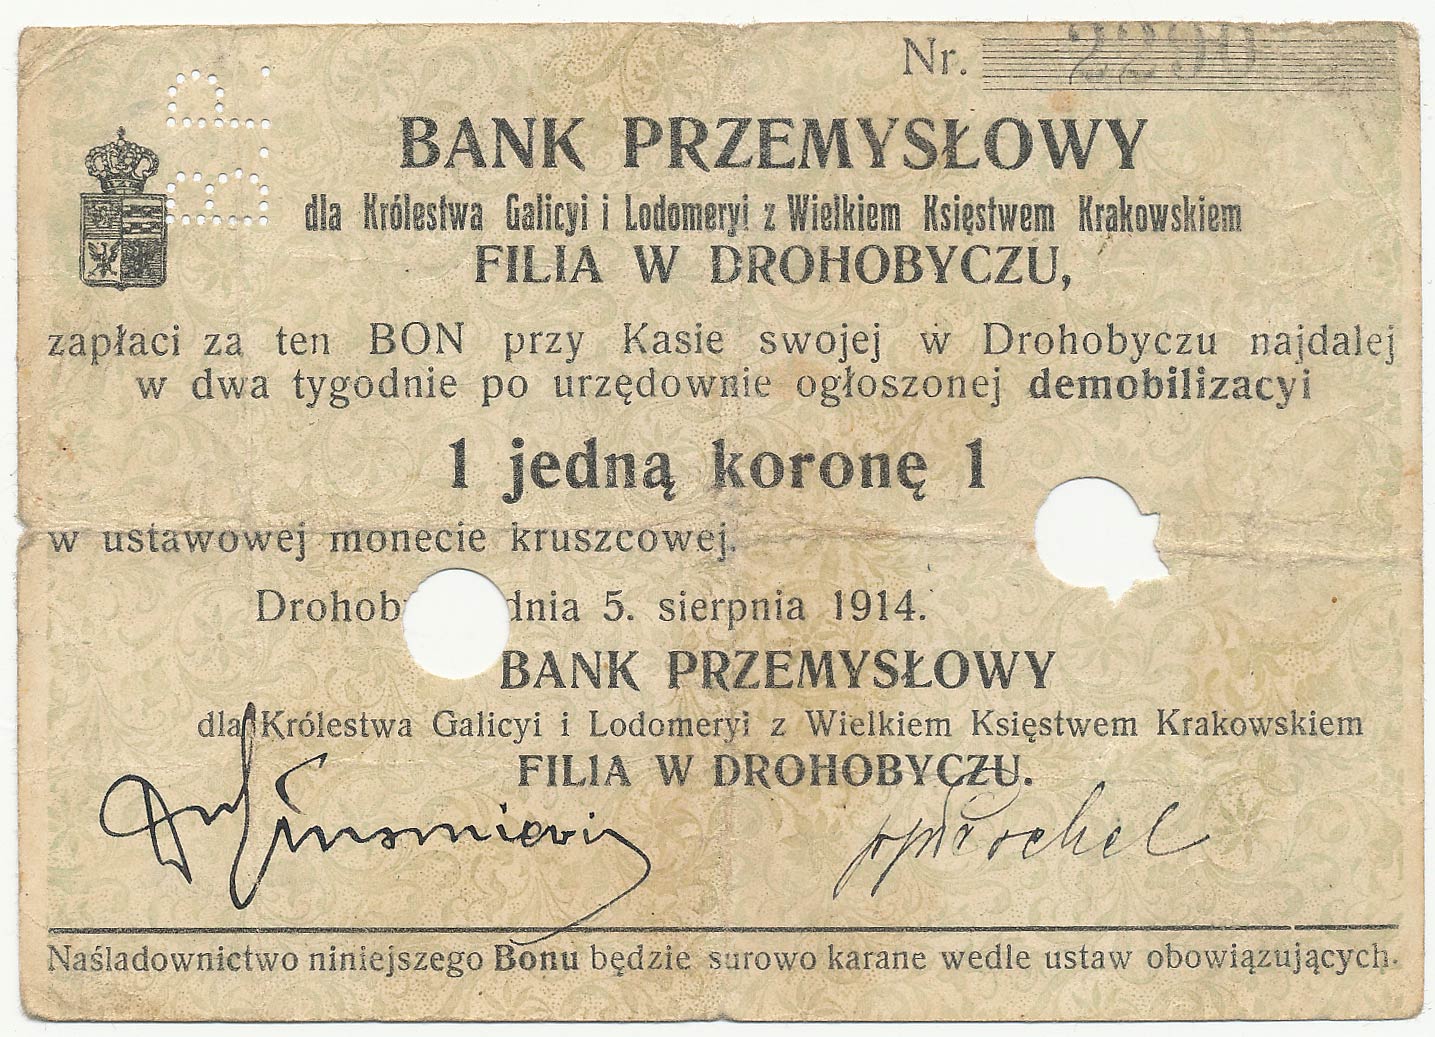 Nr. 2290
BANK PRZEMYSŁOWY
dla Królestwa Galicyi i Lodomeryi z Wielkiem Księstwem Krakowskiem
FILIA W DROHOBYCZU,
zapłaci za ten BON przy Kasie swojej w Drohobyczu najdalej
w dwa tygodnie po urzędownie ogłoszonej demobilizacyi
1 jedną koronę 1
w ustawowej monecie kruszcowej.
Drohoby dnia 5. sierpnia 1914.
BANK PRZEMYSŁOWY
dla Królestwa Galicyi i Lodomeryi z Wielkiem Księstwem Krakowskiem
FILIA W DROHOBYCZU.
Naśladownictwo niniejszego Bonu będzie surowo karane wedle ustaw obowiązujących.